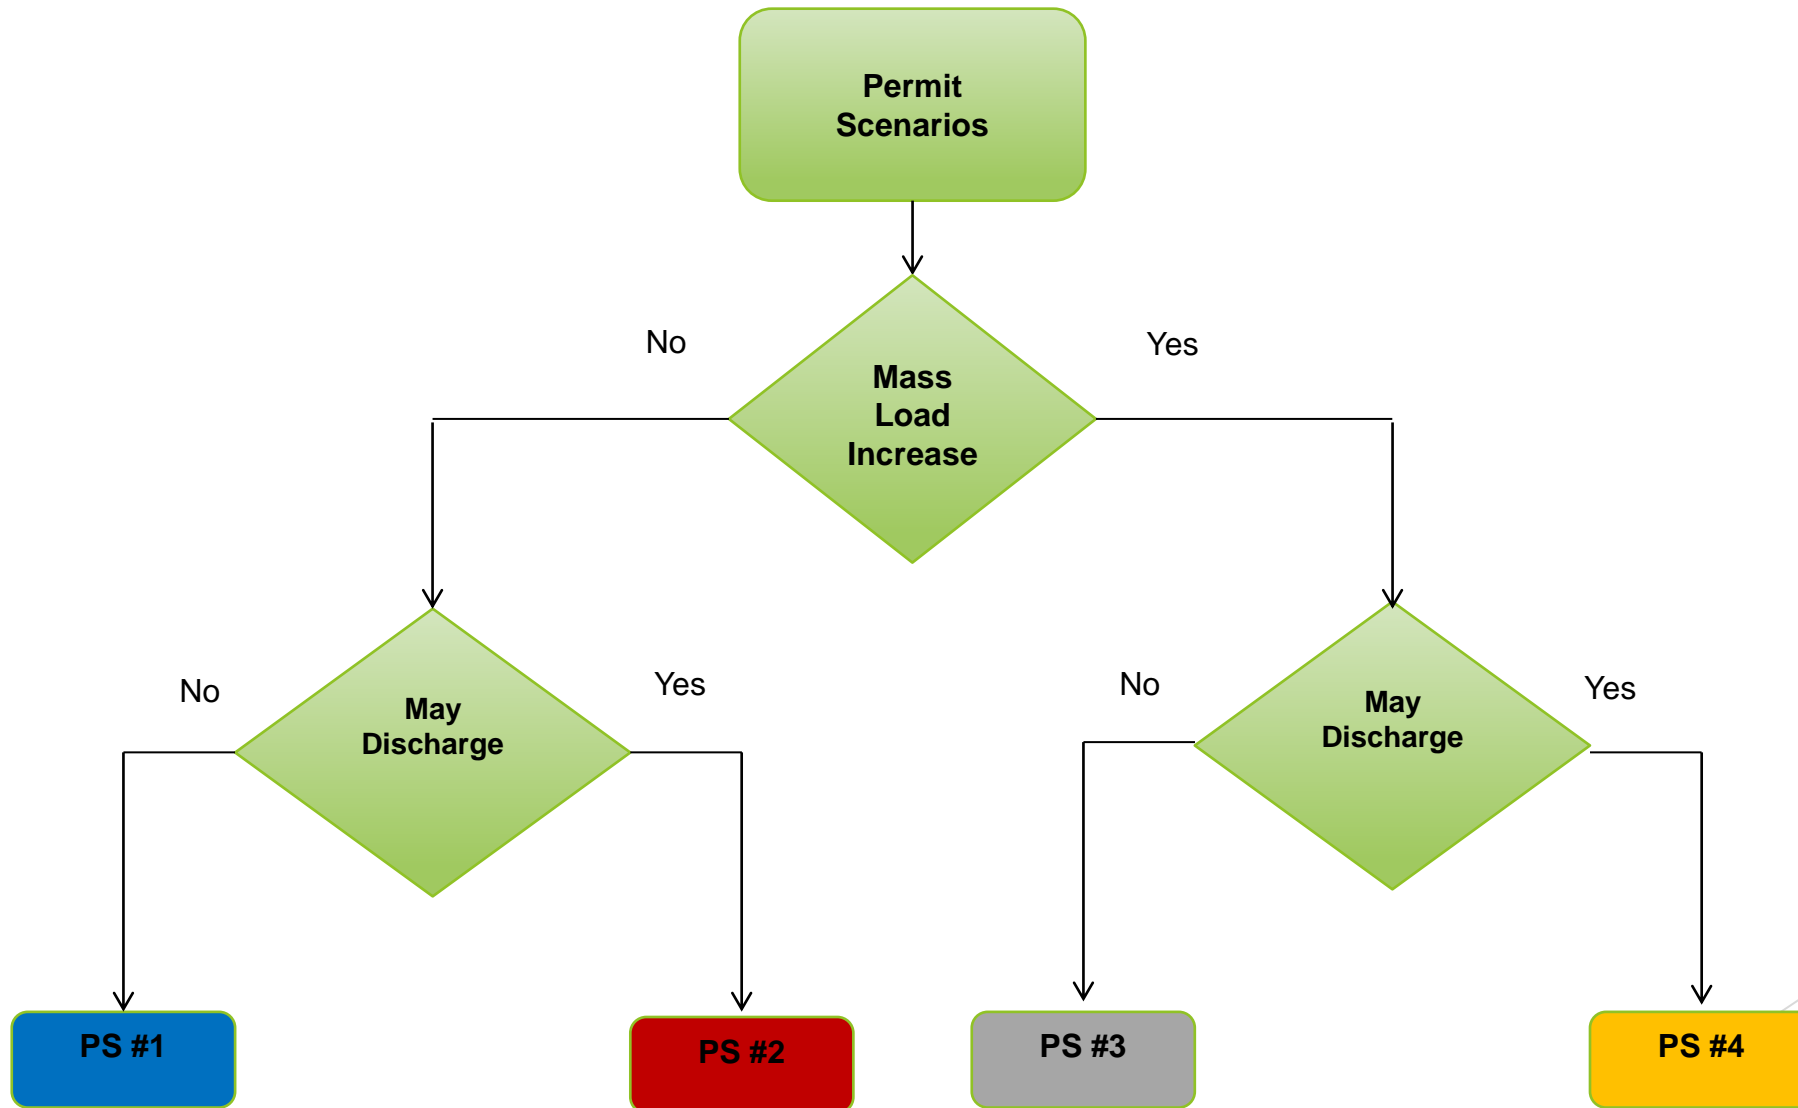 Permit
Scenarios
No
Yes
Mass
Load
Increase
No
Yes
No
Yes
May
Discharge
May
Discharge
PS #1
PS #2
PS #3
PS #4